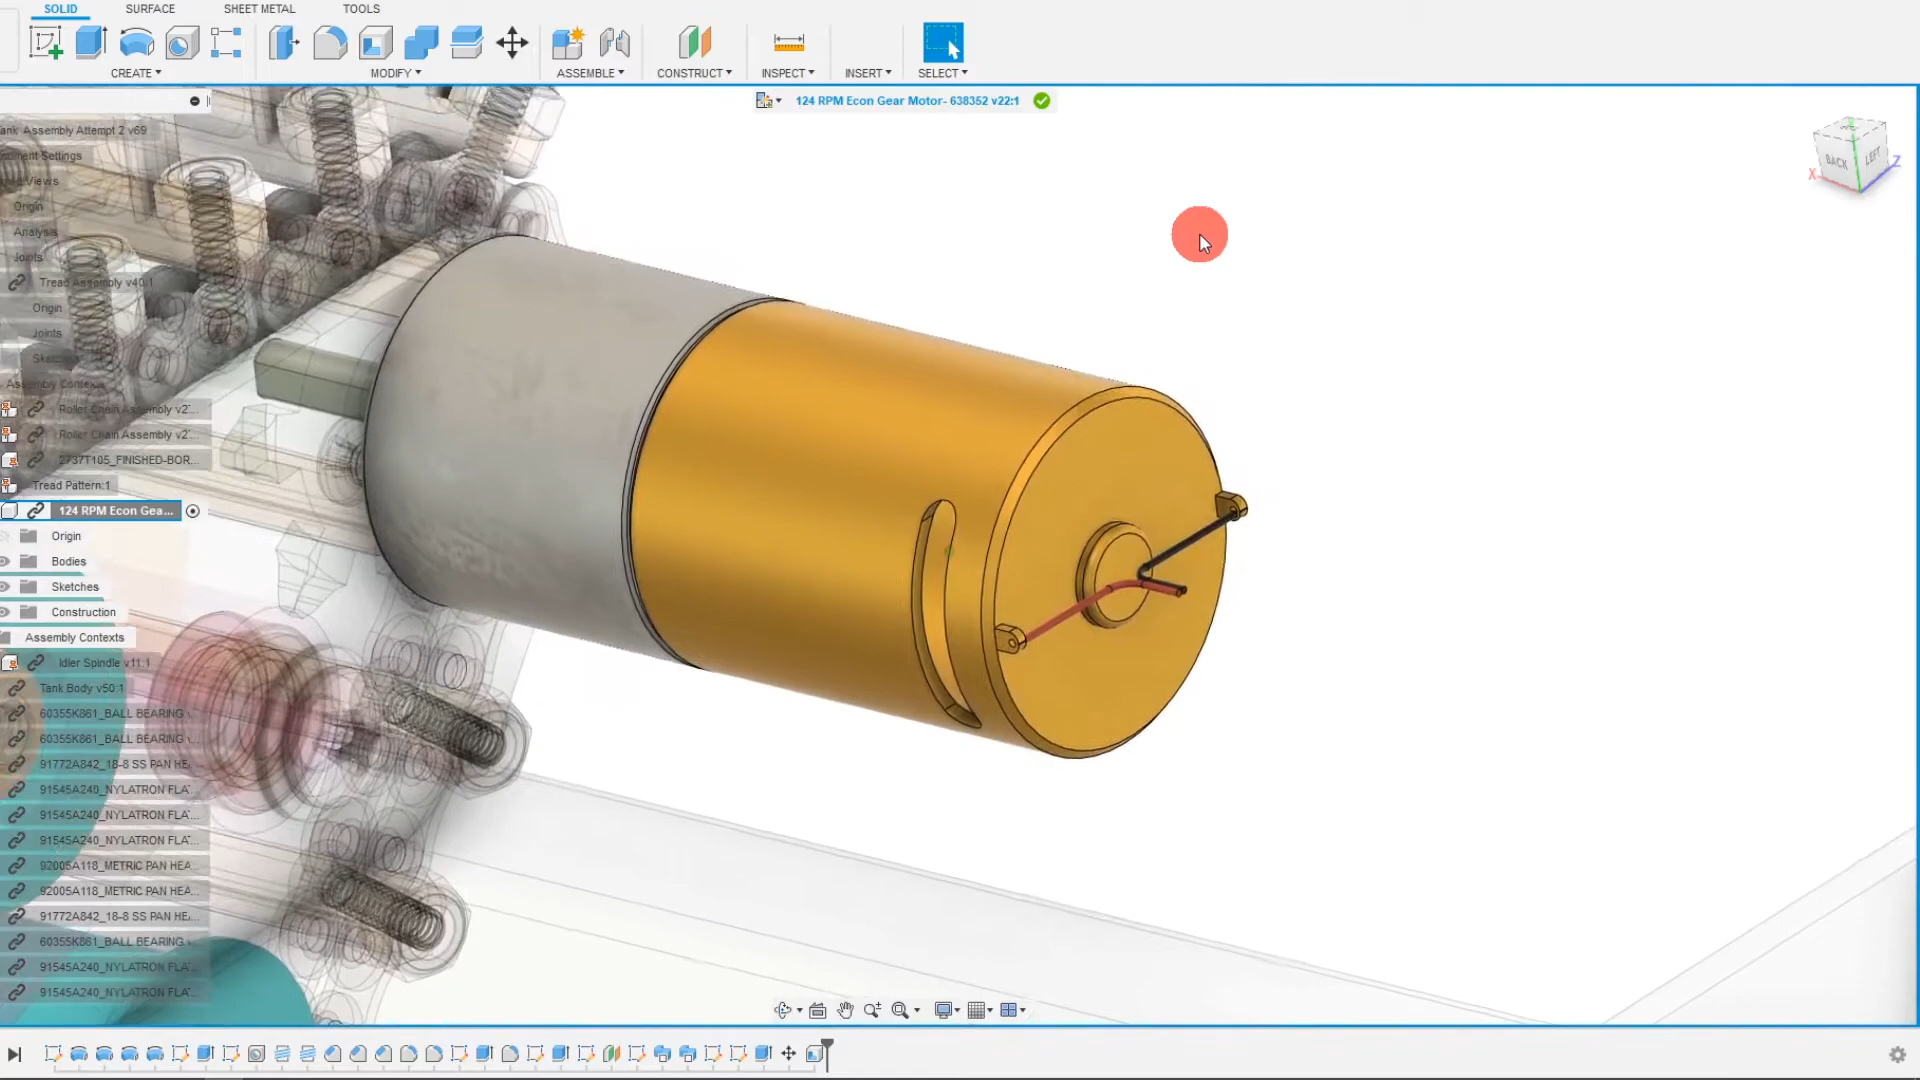 SOLID
SURFACE
SHEET METAL
TOOLS
CREATE
MODIFY
ASSEMBLE
CONSTRUCT
INSPECT
INSERT
SELECT
124 RPM Econ Gear Motor- 638352 v22:1
BACK
LEFT
X
Z
Assembly Attempt 2 v69
Settings
Views
Origin
Analysis
Joints
Tread Assembly v40:1
Origin
Joints
Assembly Contexts
Roller Chain Assembly v2'...
Roller Chain Assembly v2'...
2737T105_FINISHED-BOR...
Tread Pattern:1
124 RPM Econ Gea...
Origin
Bodies
Sketches
Construction
Assembly Contexts
Idler Spindle v11:1
Tank Body v50:1
60355K861_BALL BEARING
60355K861_BALL BEARING
91772A842_18-8 SS PAN HE...
91545A240_NYLATRON FLA'...
91545A240_NYLATRON FLA'...
91545A240_NYLATRON FLA'...
92005A118_METRIC PAN HEA...
92005A118_METRIC PAN HEA...
91772A842_18-8 SS PAN HE...
60355K861_BALL BEARING
91545A240_NYLATRON FLA'...
91545A240_NYLATRON FLA'...